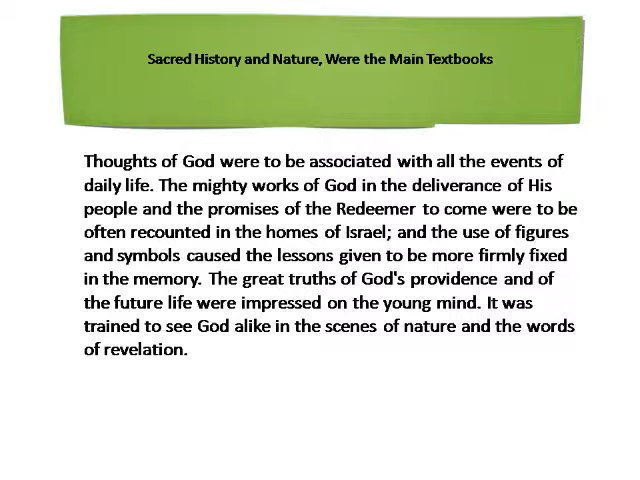 Sacred History and Nature, Were the Main Textbooks
Thoughts of God were to be associated with all the events of
daily life. The mighty works of God in the deliverance of His
people and the promises of the Redeemer to come were to be
often recounted in the homes of Israel; and the use of figures
and symbols caused the lessons given to be more firmly fixed
in the memory. The great truths of God's providence and of
the future life were impressed on the young mind. It was
trained to see God alike in the scenes of nature and the words
of revelation.